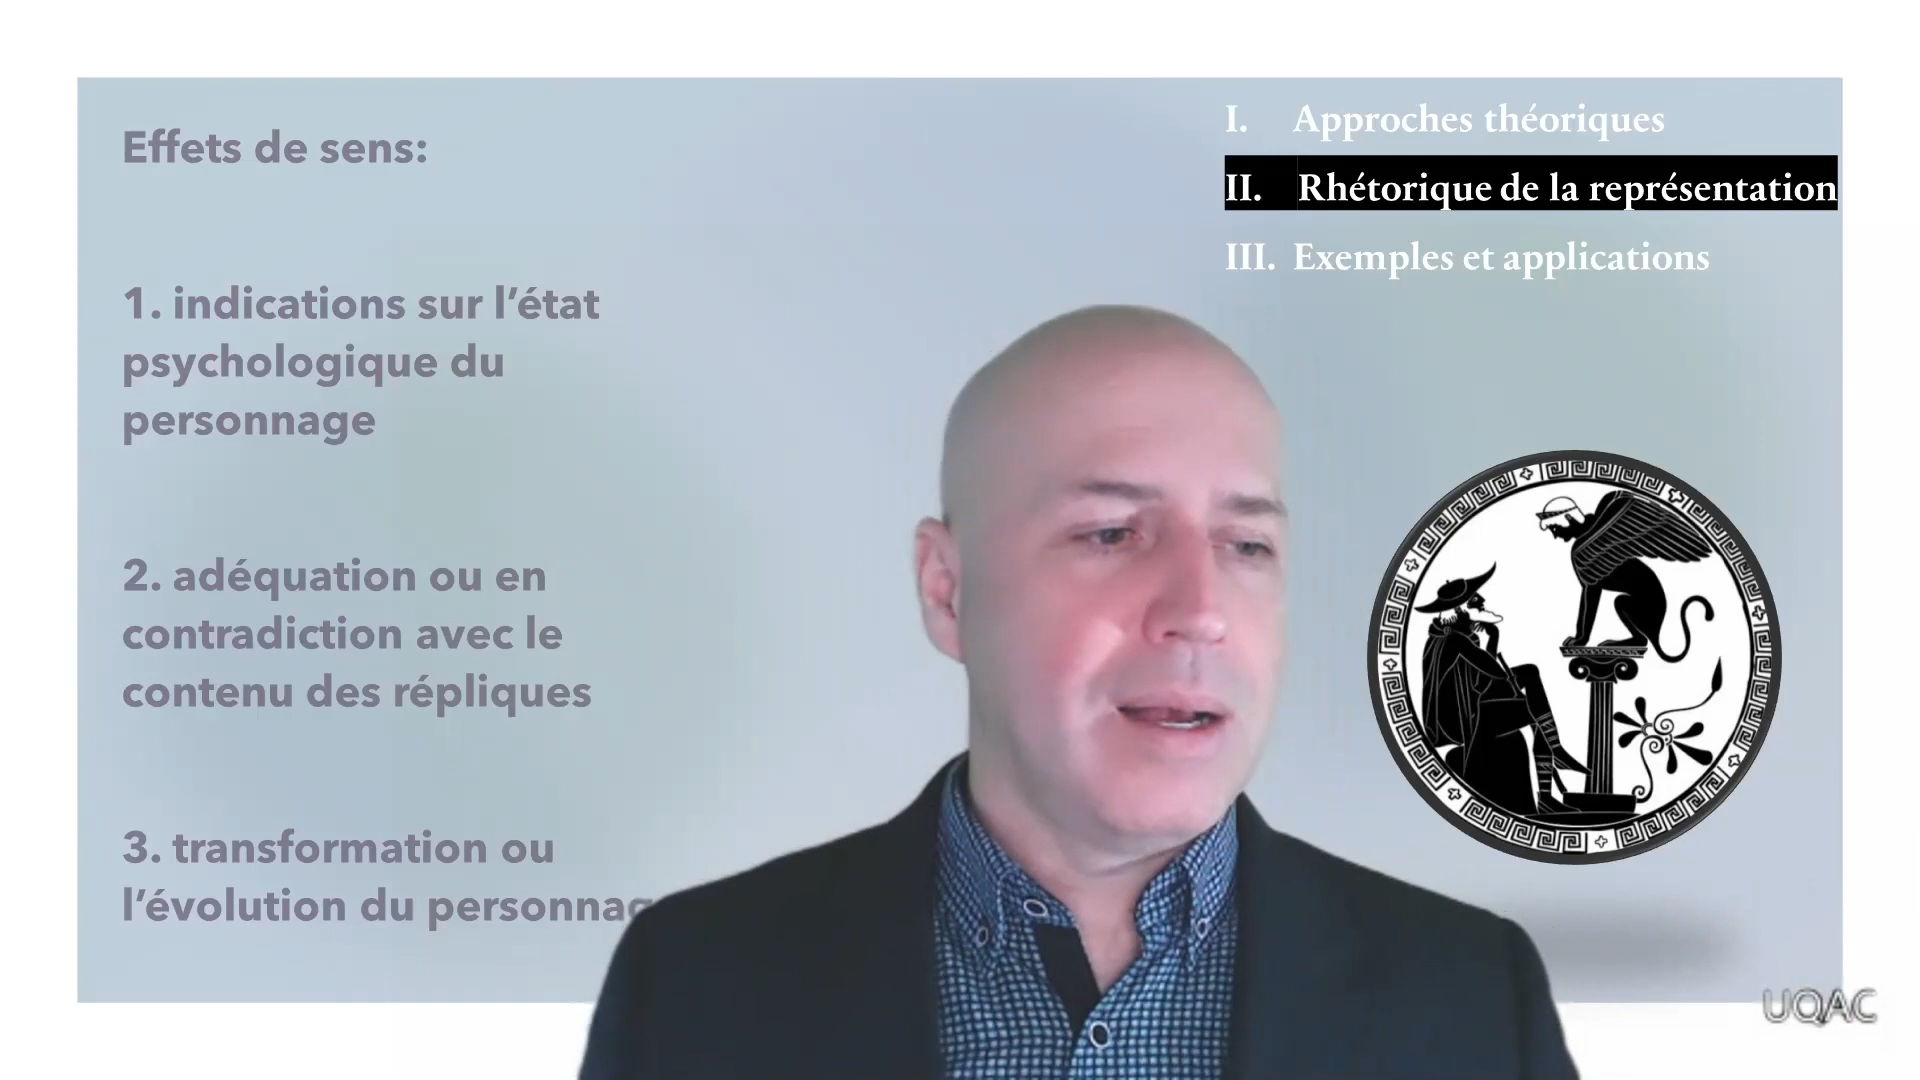 Effets de sens:
1. indications sur l'état
psychologique du
personnage
2. adéquation ou en
contradiction avec le
contenu des répliques
3. transformation ou
l'évolution du
I. Approches théoriques
II. Rhétorique de la représentation
III. Exemples et applications
UQAC